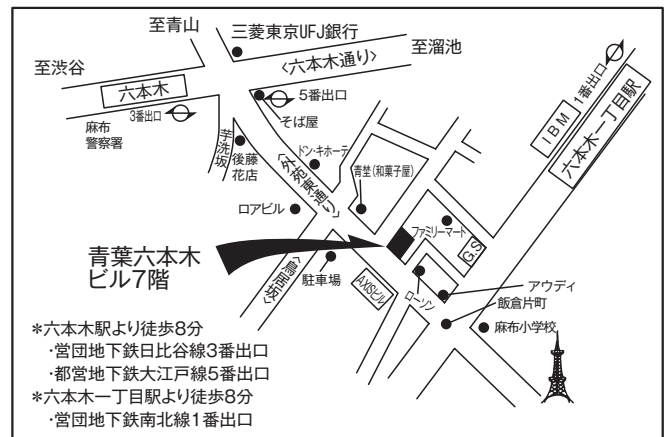 至青山
三菱東京UFJ銀行
至溜池
〈六本木通り〉
至渋谷
六本木
3番出口
麻布
警察署
5番出口
そば屋
芋洗坂
後藤
花店
ドン・キホーテ
〈外苑東通り〉
青埜(和菓子屋)
ロアビル
ファミリーマート
G.S
IBM
1番出口
六本木一丁目駅
青葉六本木
ビル7階
〈鳥居坂〉
駐車場
AXISビル
ローソン
アウディ
飯倉片町
麻布小学校
*六本木駅より徒歩8分
・営団地下鉄日比谷線3番出口
・都営地下鉄大江戸線5番出口
*六本木一丁目駅より徒歩8分
・営団地下鉄南北線1番出口